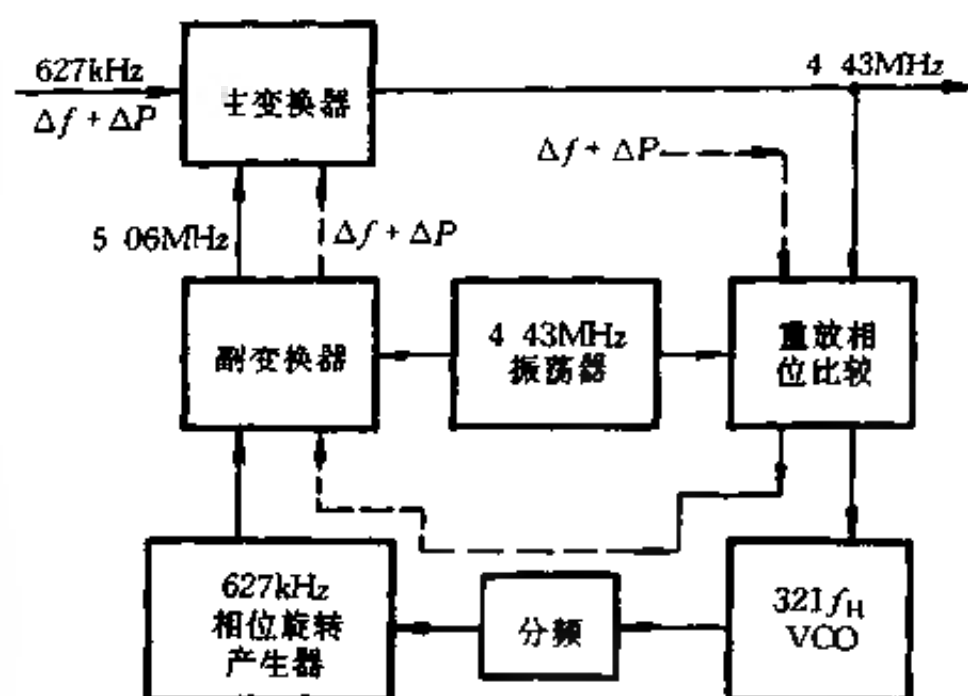 627kHz
Δf + ΔP
主变换器
4 43MHz
Δf + ΔP
5 06MHz
Δf + ΔP
副变换器
4 43MHz
振荡器
重放相
位比较
627kHz
相位旋转
产生器
分频
321fH
VCO